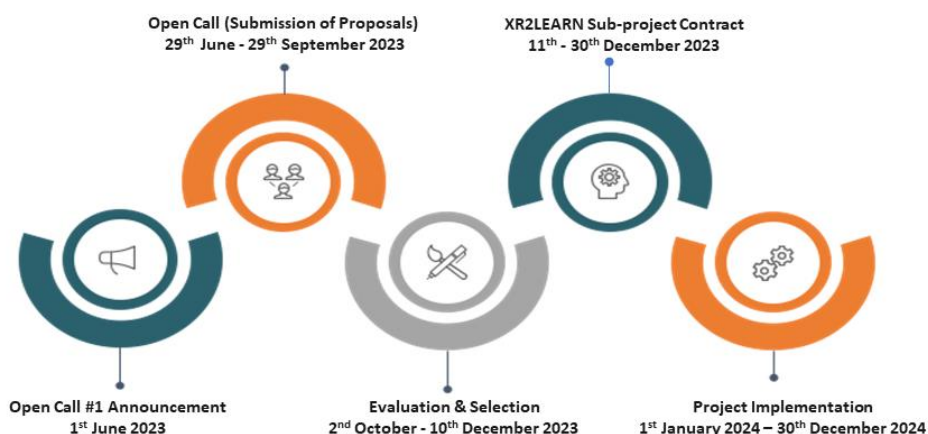 Open Call (Submission of Proposals)
29th June - 29th September 2023
XR2LEARN Sub-project Contract
11th - 30th December 2023
Open Call #1 Announcement
1st June 2023
Evaluation & Selection
2nd October - 10th December 2023
Project Implementation
1st January 2024 – 30th December 2024